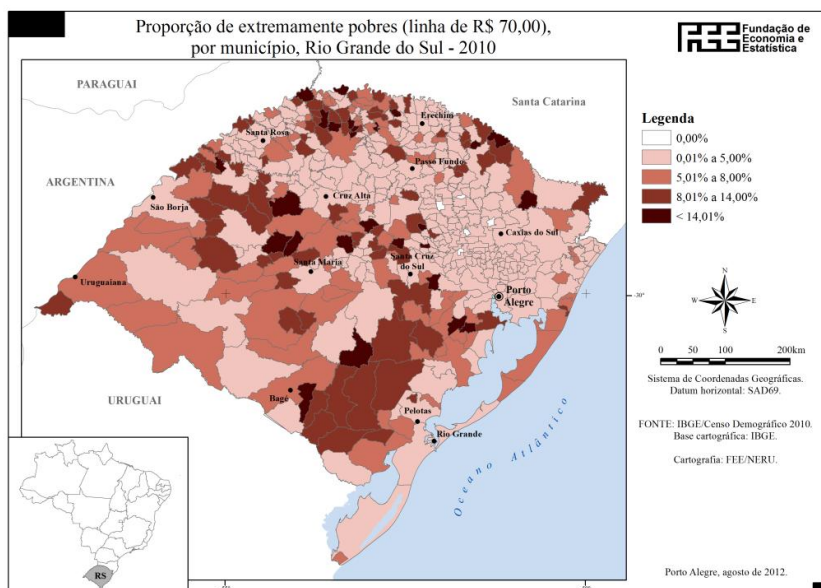 Proporção de extremamente pobres (linha de R$ 70,00),
por município, Rio Grande do Sul - 2010
FEE
Fundação de
Economia e
Estatística
PARAGUAI
Santa Catarina
Erechim
Santa Rosa
Passo Fundo
ARGENTINA
Cruz Alta
São Borja
Caxias do Sul
Santa Maria
Santa Cruz
do Sul
Uruguaiana
Porto
Alegre
-30°
URUGUAI
Bagé
Pelotas
Rio Grande
Oceano Atlântico
RS
Legenda
0,00%
0,01% a 5,00%
5,01% a 8,00%
8,01% a 14,00%
< 14,01%
N
W E
S
0 50 100 200km
Sistema de Coordenadas Geográficas.
Datum horizontal: SAD69.
FONTE: IBGE/Censo Demográfico 2010.
Base cartográfica: IBGE.
Cartografia: FEE/NERU.
Porto Alegre, agosto de 2012.